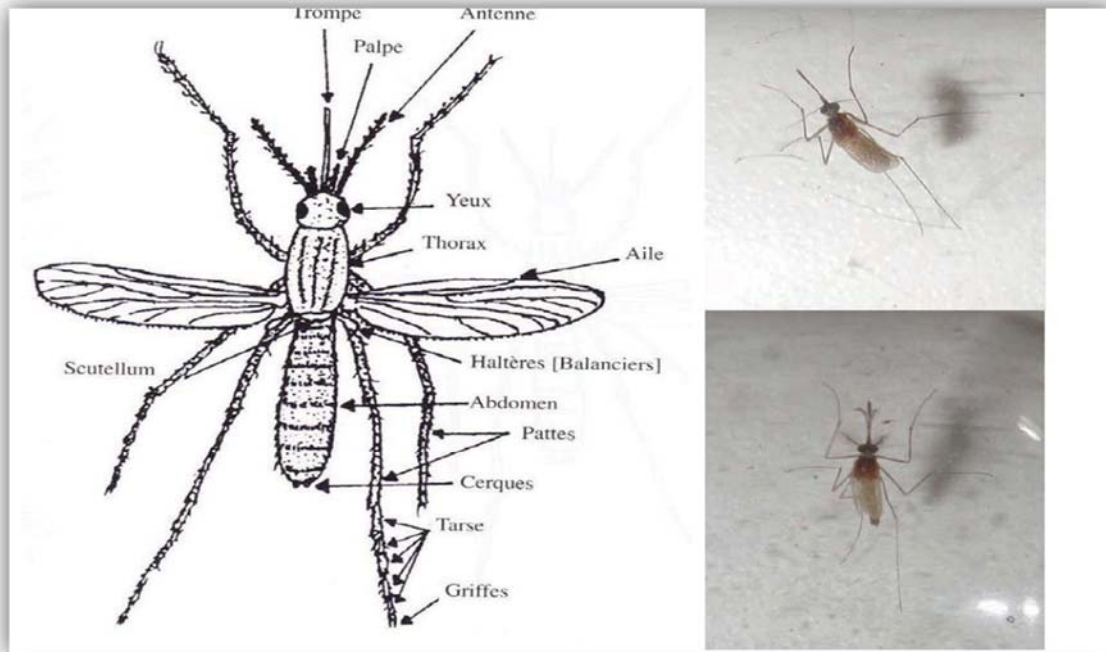 Trompe
Antenne
Palpe
Yeux
Thorax
Aile
Scutellum
Haltères [Balanciers]
Abdomen
Pattes
Cerques
Tarse
Griffes